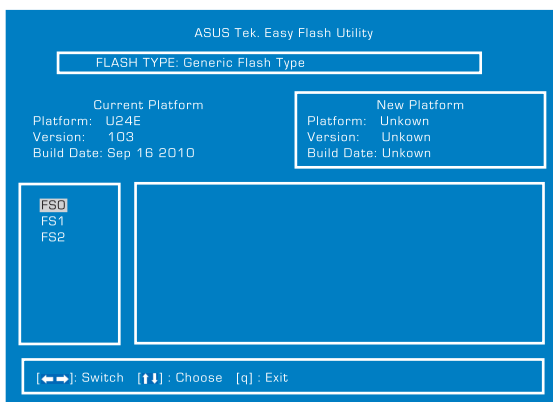 ASUS Tek. Easy Flash Utility
FLASH TYPE: Generic Flash Type
Current Platform
Platform: U24E
Version: 103
Build Date: Sep 16 2010
New Platform
Platform: Unkown
Version: Unkown
Build Date: Unkown
FS0
FS1
FS2
[←→]: Switch [↑↓] : Choose [q] : Exit